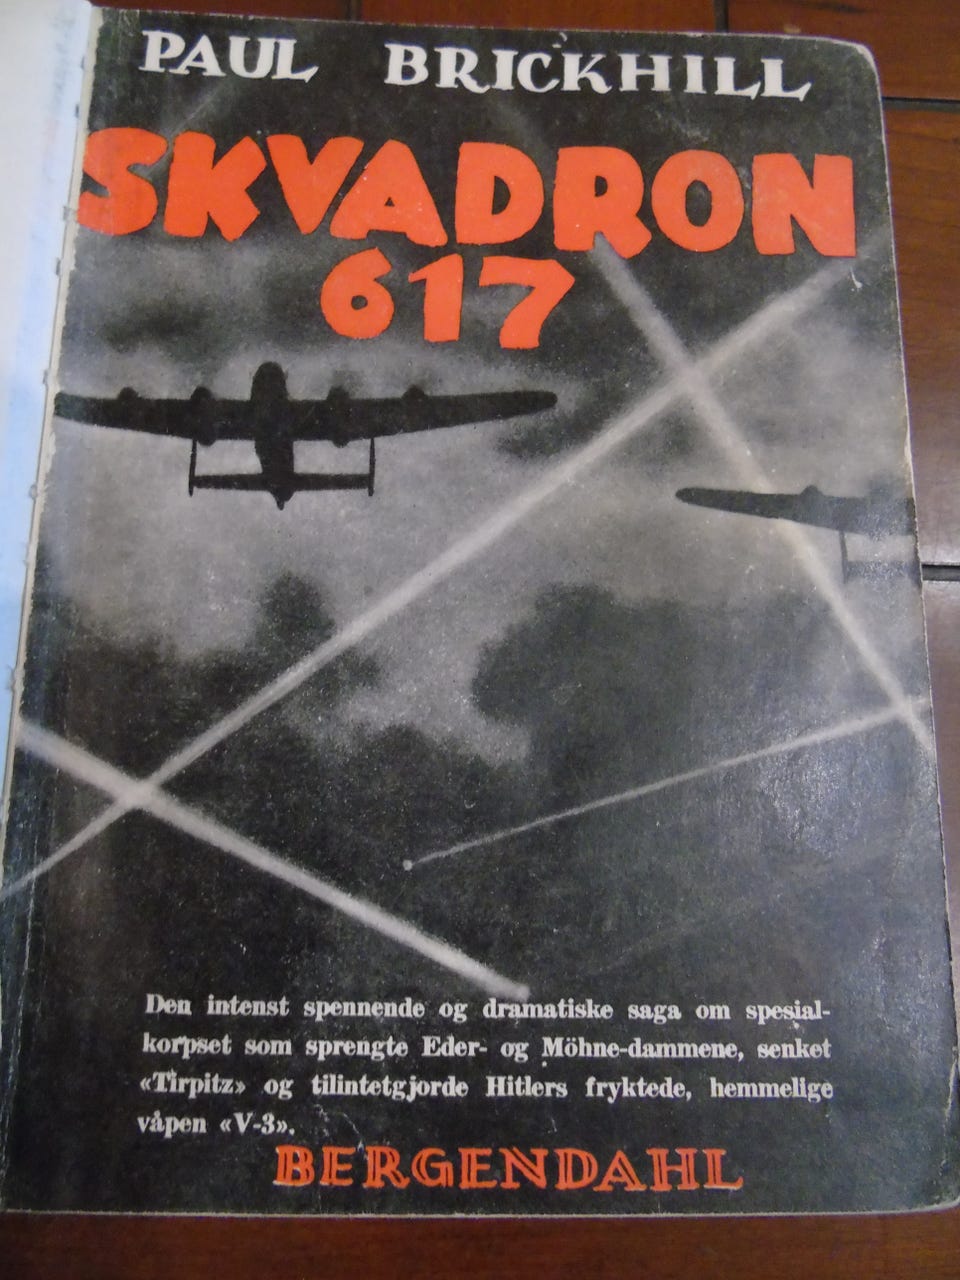 PAUL BRICKHILL
SKVADRON
617
Den intenst spennende og dramatiske saga om spesial-
korpset som sprengte Eder- og Möhne-dammene, senket
«Tirpitz» og tilintetgjorde Hitlers fryktede, hemmelige
våpen «V-3».
BERGENDAHL